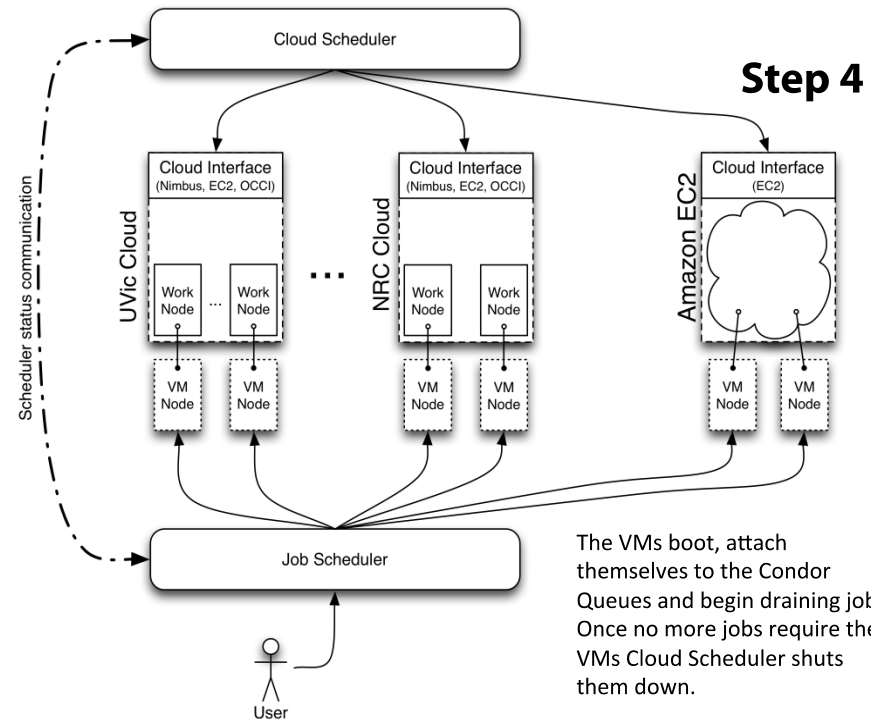 Cloud Scheduler
Step 4
Scheduler status communication
UVic Cloud
Cloud Interface
(Nimbus, EC2, OCCI)
Work
Node
...
Work
Node
VM
Node
VM
Node
...
NRC Cloud
Cloud Interface
(Nimbus, EC2, OCCI)
Work
Node
Work
Node
VM
Node
VM
Node
Amazon EC2
Cloud Interface
(EC2)
VM
Node
VM
Node
Job Scheduler
User
The VMs boot, attach
themselves to the Condor
Queues and begin draining job
Once no more jobs require the
VMs Cloud Scheduler shuts
them down.